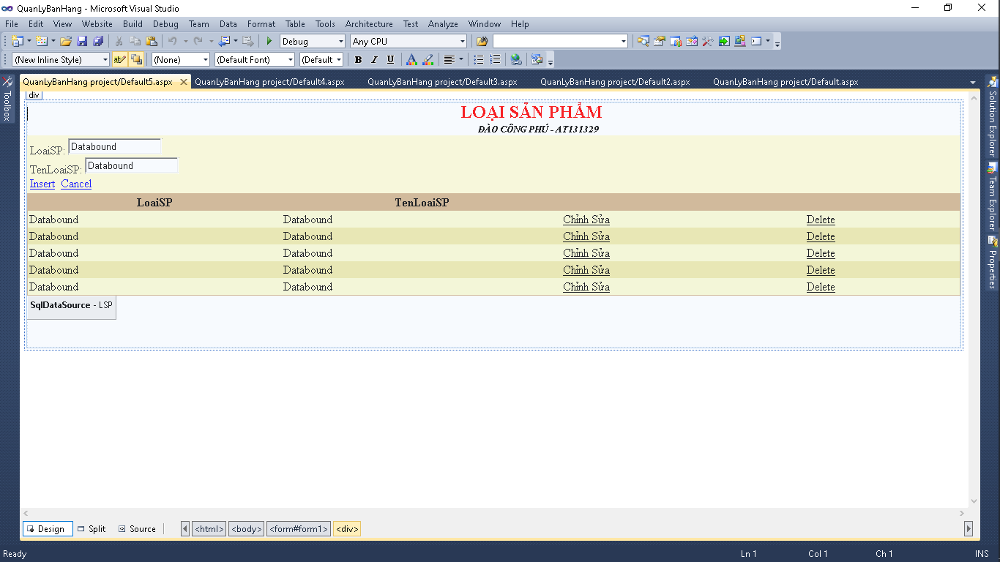 QuanLyBanHang - Microsoft Visual Studio
File Edit View Website Build Debug Team Data Format Table Tools Architecture Test Analyze Window Help
Debug Any CPU
(New Inline Style) (None) (Default Font) (Default B I U A
QuanLyBanHang project/Default5.aspx QuanLyBanHang project/Default4.aspx QuanLyBanHang project/Default3.aspx QuanLyBanHang project/Default2.aspx QuanLyBanHang project/Default.aspx
Toolbox
div
LOẠI SẢN PHẨM
ĐÀO CÔNG PHÚ - AT131329
LoaiSP: Databound
TenLoaiSP: Databound
Insert Cancel
LoaiSP TenLoaiSP
Databound Databound Chỉnh Sửa Delete
Databound Databound Chỉnh Sửa Delete
Databound Databound Chỉnh Sửa Delete
Databound Databound Chỉnh Sửa Delete
Databound Databound Chỉnh Sửa Delete
SqlDataSource - LSP
Solution Explorer
Team Explorer
Properties
Design Split Source <html> <body> <form#form1> <div>
Ready Ln 1 Col 1 Ch 1 INS